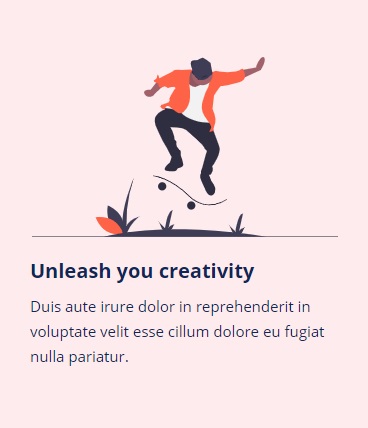 Unleash you creativity
Duis aute irure dolor in reprehenderit in
voluptate velit esse cillum dolore eu fugiat
nulla pariatur.